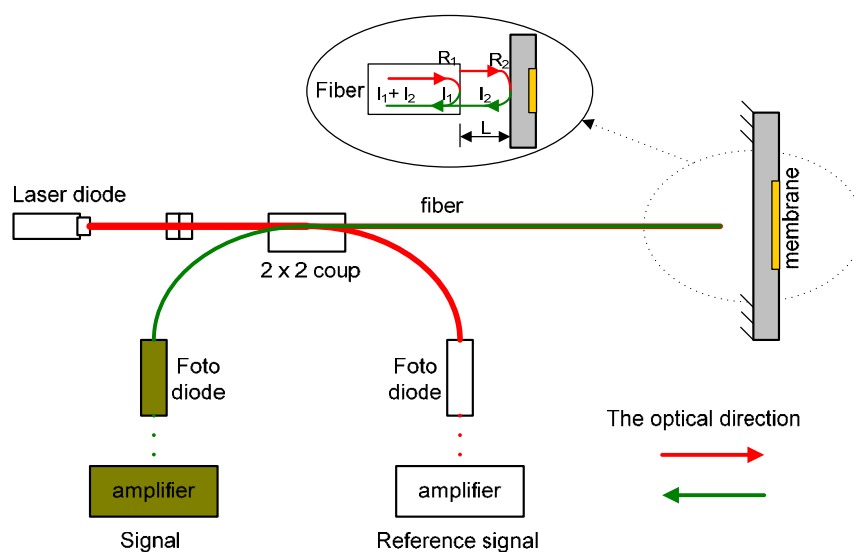 R₁
R₂
Fiber
I₁ + I₂
I₁
I₂
L
Laser diode
fiber
membrane
2 x 2 coup
Foto
diode
Foto
diode
The optical direction
amplifier
amplifier
Signal
Reference signal